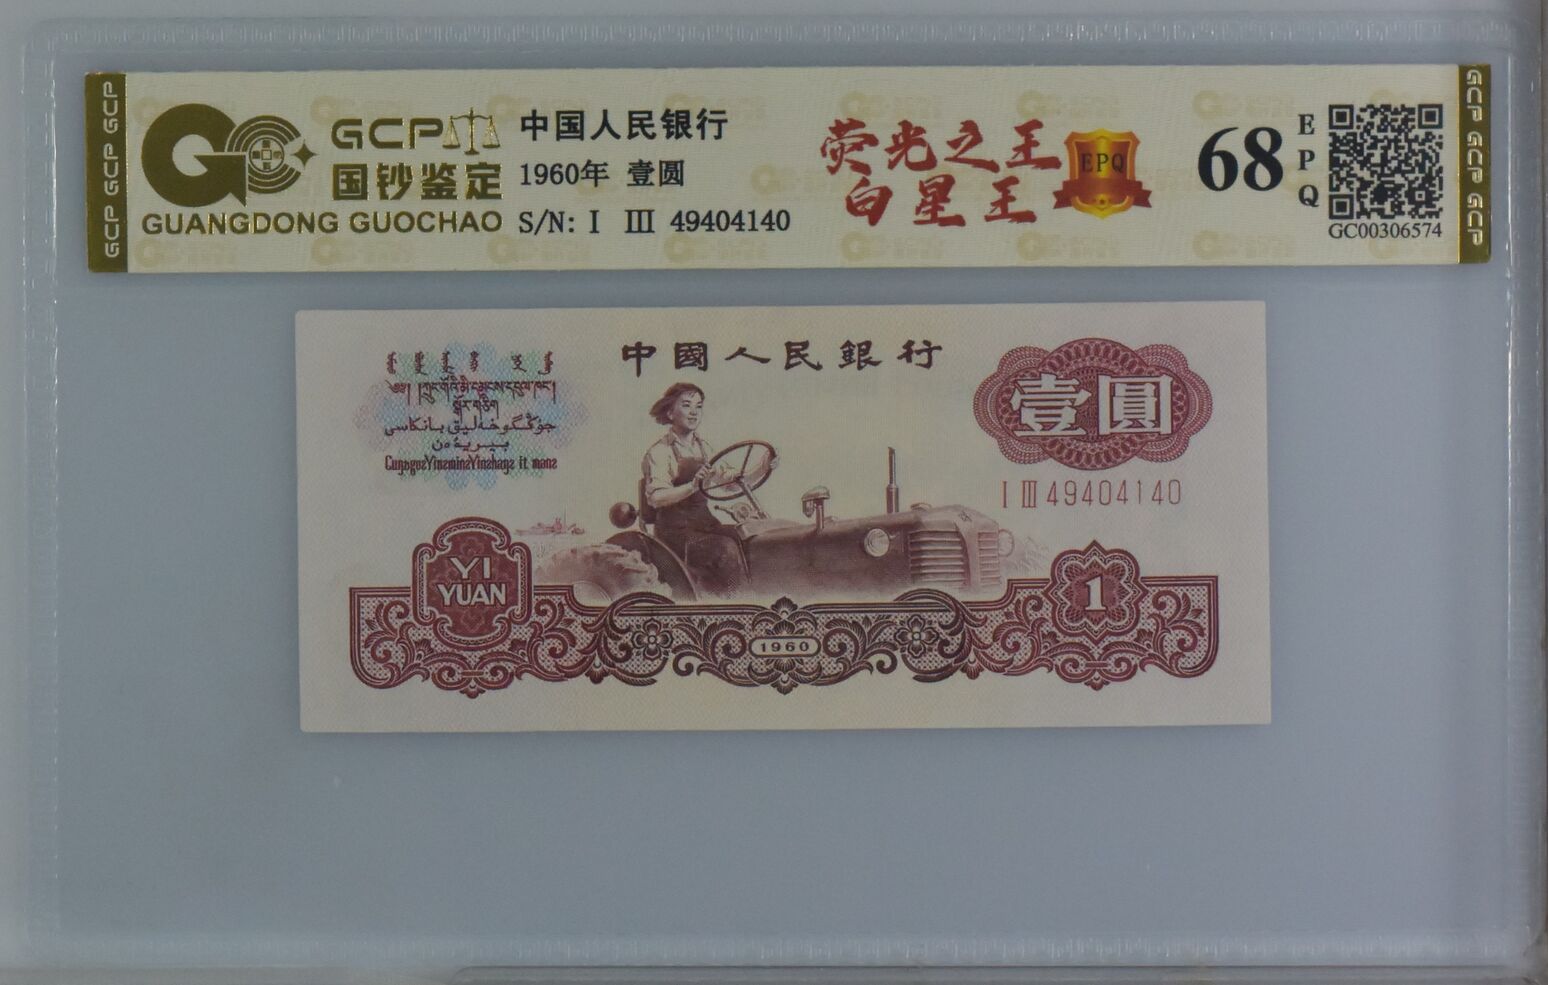 GCP GCP GCP
GCP
国钞鉴定
GUANGDONG GUOCHAO
中国人民银行
1960年 壹圆
S/N: I III 49404140
荧光之王
白星王
EPQ
68
E
P
Q
GC00306574
GCP GCP GCP
中國人民銀行
壹圓
I III 49404140
YI
YUAN
1
1960